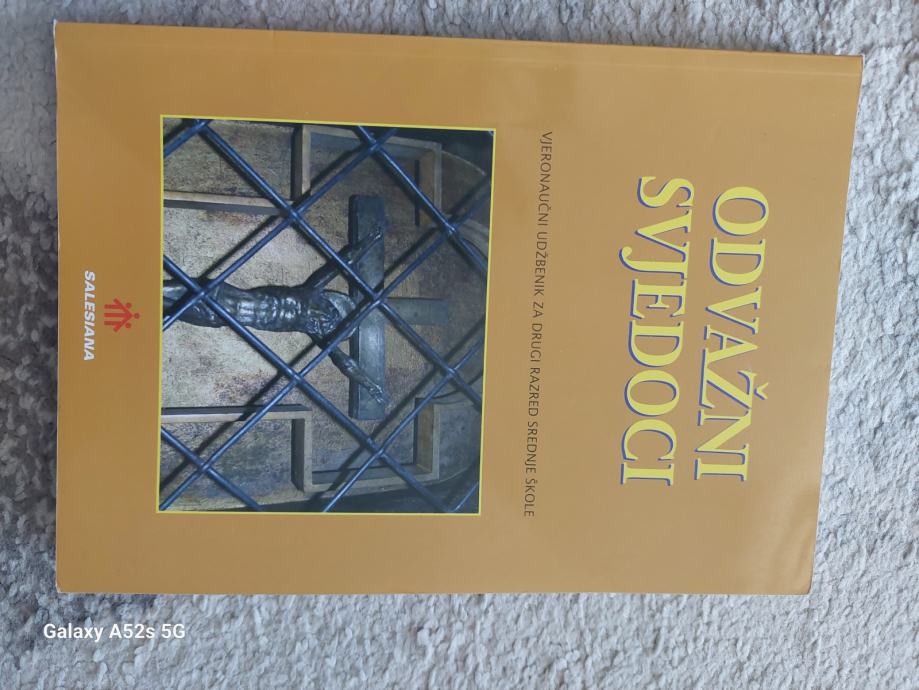 ODVAŽNI
SVJEDOCI
VJERONAUČNI UDŽBENIK ZA DRUGI RAZRED SREDNJE ŠKOLE
SALESIANA
Galaxy A52s 5G